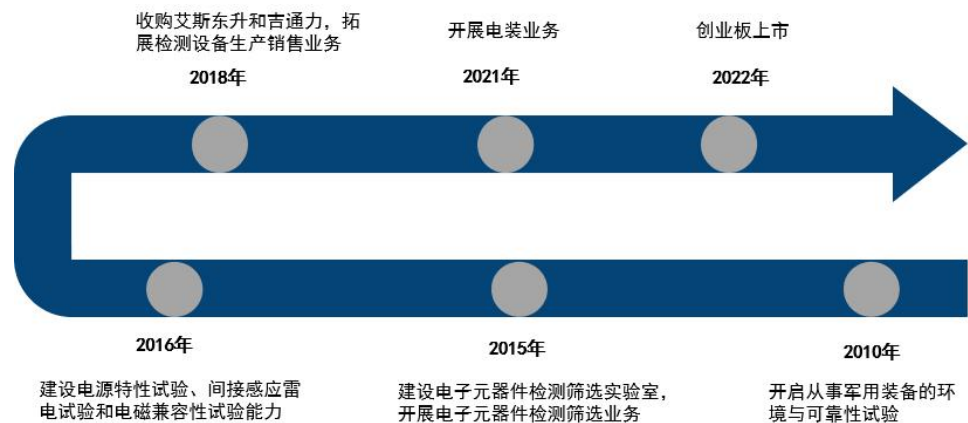 收购艾斯东升和吉通力，拓
展检测设备生产销售业务
2018年
开展电装业务
2021年
创业板上市
2022年
2016年
建设电源特性试验、间接感应雷
电试验和电磁兼容性试验能力
2015年
建设电子元器件检测筛选实验室，
开展电子元器件检测筛选业务
2010年
开启从事军用装备的环
境与可靠性试验